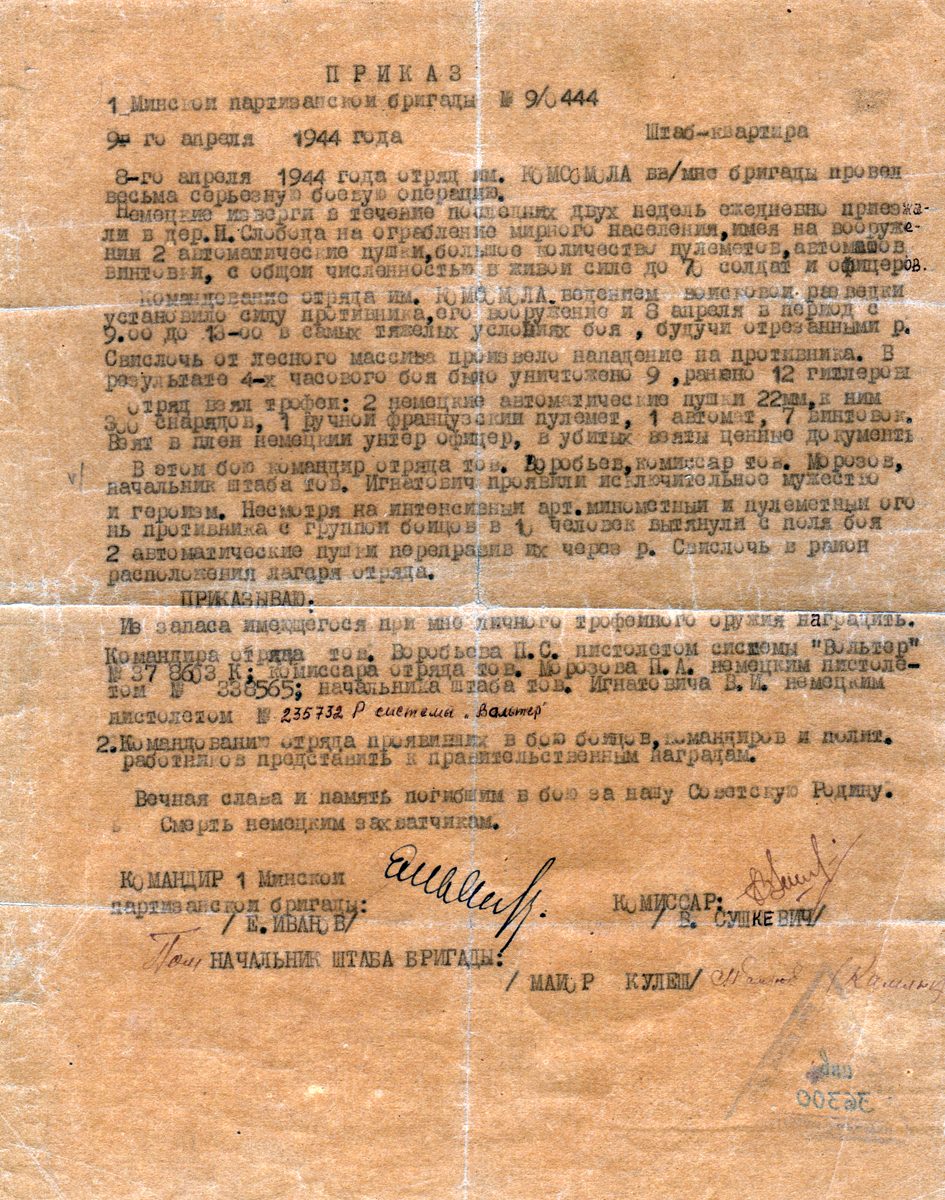 ПРИКАЗ
1 Минской партизанской бригады № 9/0444
9 го апреля 1944 года Штаб-квартира
8-го апреля 1944 года отряд им. КОМСОМОЛА вв/мне бригады провел
весьма серьезную боевую операцию.
Немецкие изверги в течение последних двух недель ежедневно приезжа-
ли в дер. Н.Слобода на ограбление мирного населения, имея на вооруже-
нии 2 автоматические пушки, большое количество пулеметов, автоматов
винтовки, с общей численностью в живой силе до 70 солдат и офицеров.
Командование отряда им. КОМСОМОЛА ведением войсковой разведки
установило силу противника, его вооружение и 8 апреля в период с
9.00 до 13-00 в самых тяжелых условиях боя , будучи отрезанными р.
Свислочь от лесного массива произвело нападение на противника. В
результате 4-х часового боя было уничтожено 9 ,ранено 12 гитлеровц
отряд взял трофеи: 2 немецкие автоматические пушки 22мм, к ним
300 снарядов, 1 ручной французский пулемет, 1 автомат, 7 винтовок.
Взят в плен немецкий унтер офицер, в убитых взяты ценные документы
√ В этом бою командир отряда тов. Воробьев, комиссар тов. Морозов,
начальник штаба тов. Игнатович проявили исключительное мужество
и героизм. Несмотря на интенсивный арт.минометный и пулеметным ого
нь противника с группой бойцов в 10 человек вытянули с поля боя
2 автоматические пушки переправив их через р. Свислочь в район
расположения лагеря отряда.
ПРИКАЗЫВАЮ:
Из запаса имеющегося при мне личного трофейного оружия наградить.
Командира отряда тов. Воробьева П.С. пистолетом системы "Вольтер"
№ 37 8603 К; комиссара отряда тов. Морозова П.А. немецким пистоле-
том № 338565; начальника штаба тов. Игнатовича В.И. немецким
пистолетом № 235732 Р системы „Вальтер"
2. Командованию отряда проявивших в бою бойцов, командиров и полит.
работников представить к правительственным наградам.
Вечная слава и память погибшим в бою за нашу Советскую Родину.
Смерть немецким захватчикам.
КОМАНДИР 1 Минской
партизанской бригады:
/ Е.ИВАНОВ/
КОМИССАР:
/ В. СУШКЕВИЧ/
Пом НАЧАЛЬНИК ШТАБА БРИГАДЫ:
/ МАЙОР КУЛЕШ/
инв
36300